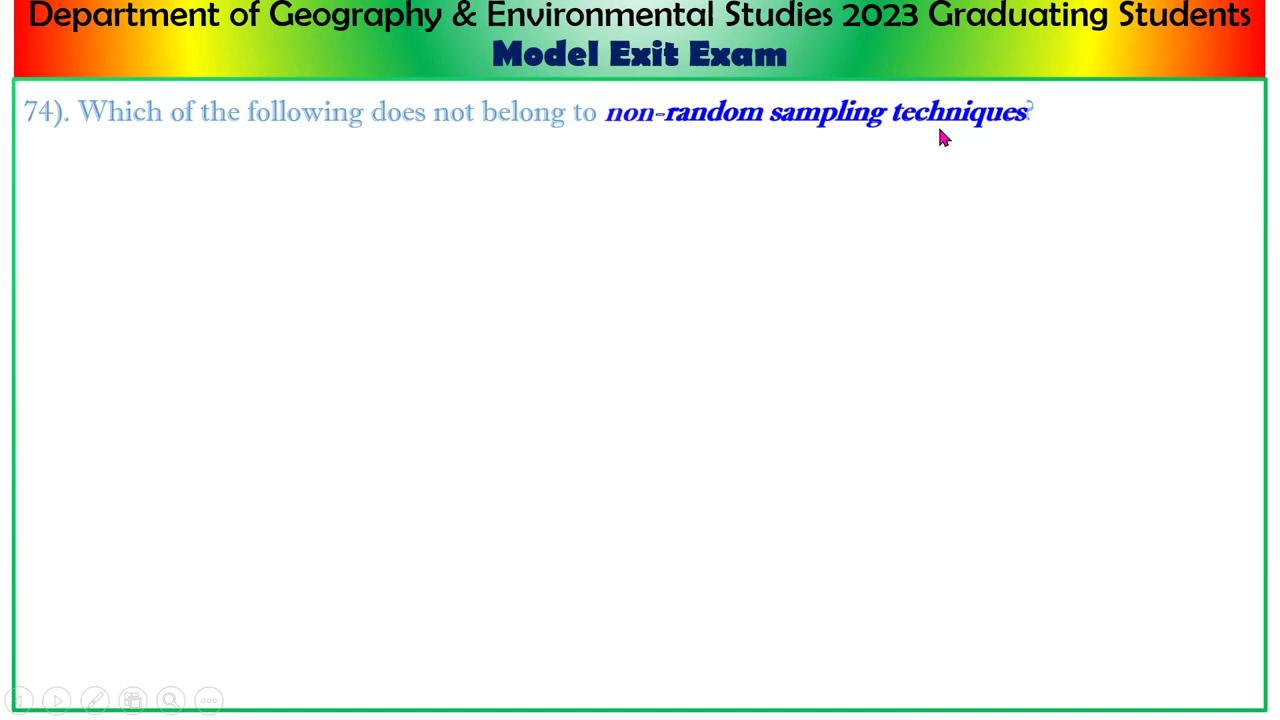 Department of Geography & Environmental Studies 2023 Graduating Students
Model Exit Exam
74). Which of the following does not belong to non-random sampling techniques?